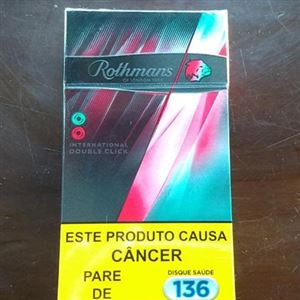 Rothmans
OF LONDON 1890
INTERNATIONAL
DOUBLE CLICK
ESTE PRODUTO CAUSA
CÂNCER
PARE
DE
DISQUE SAÚDE
136